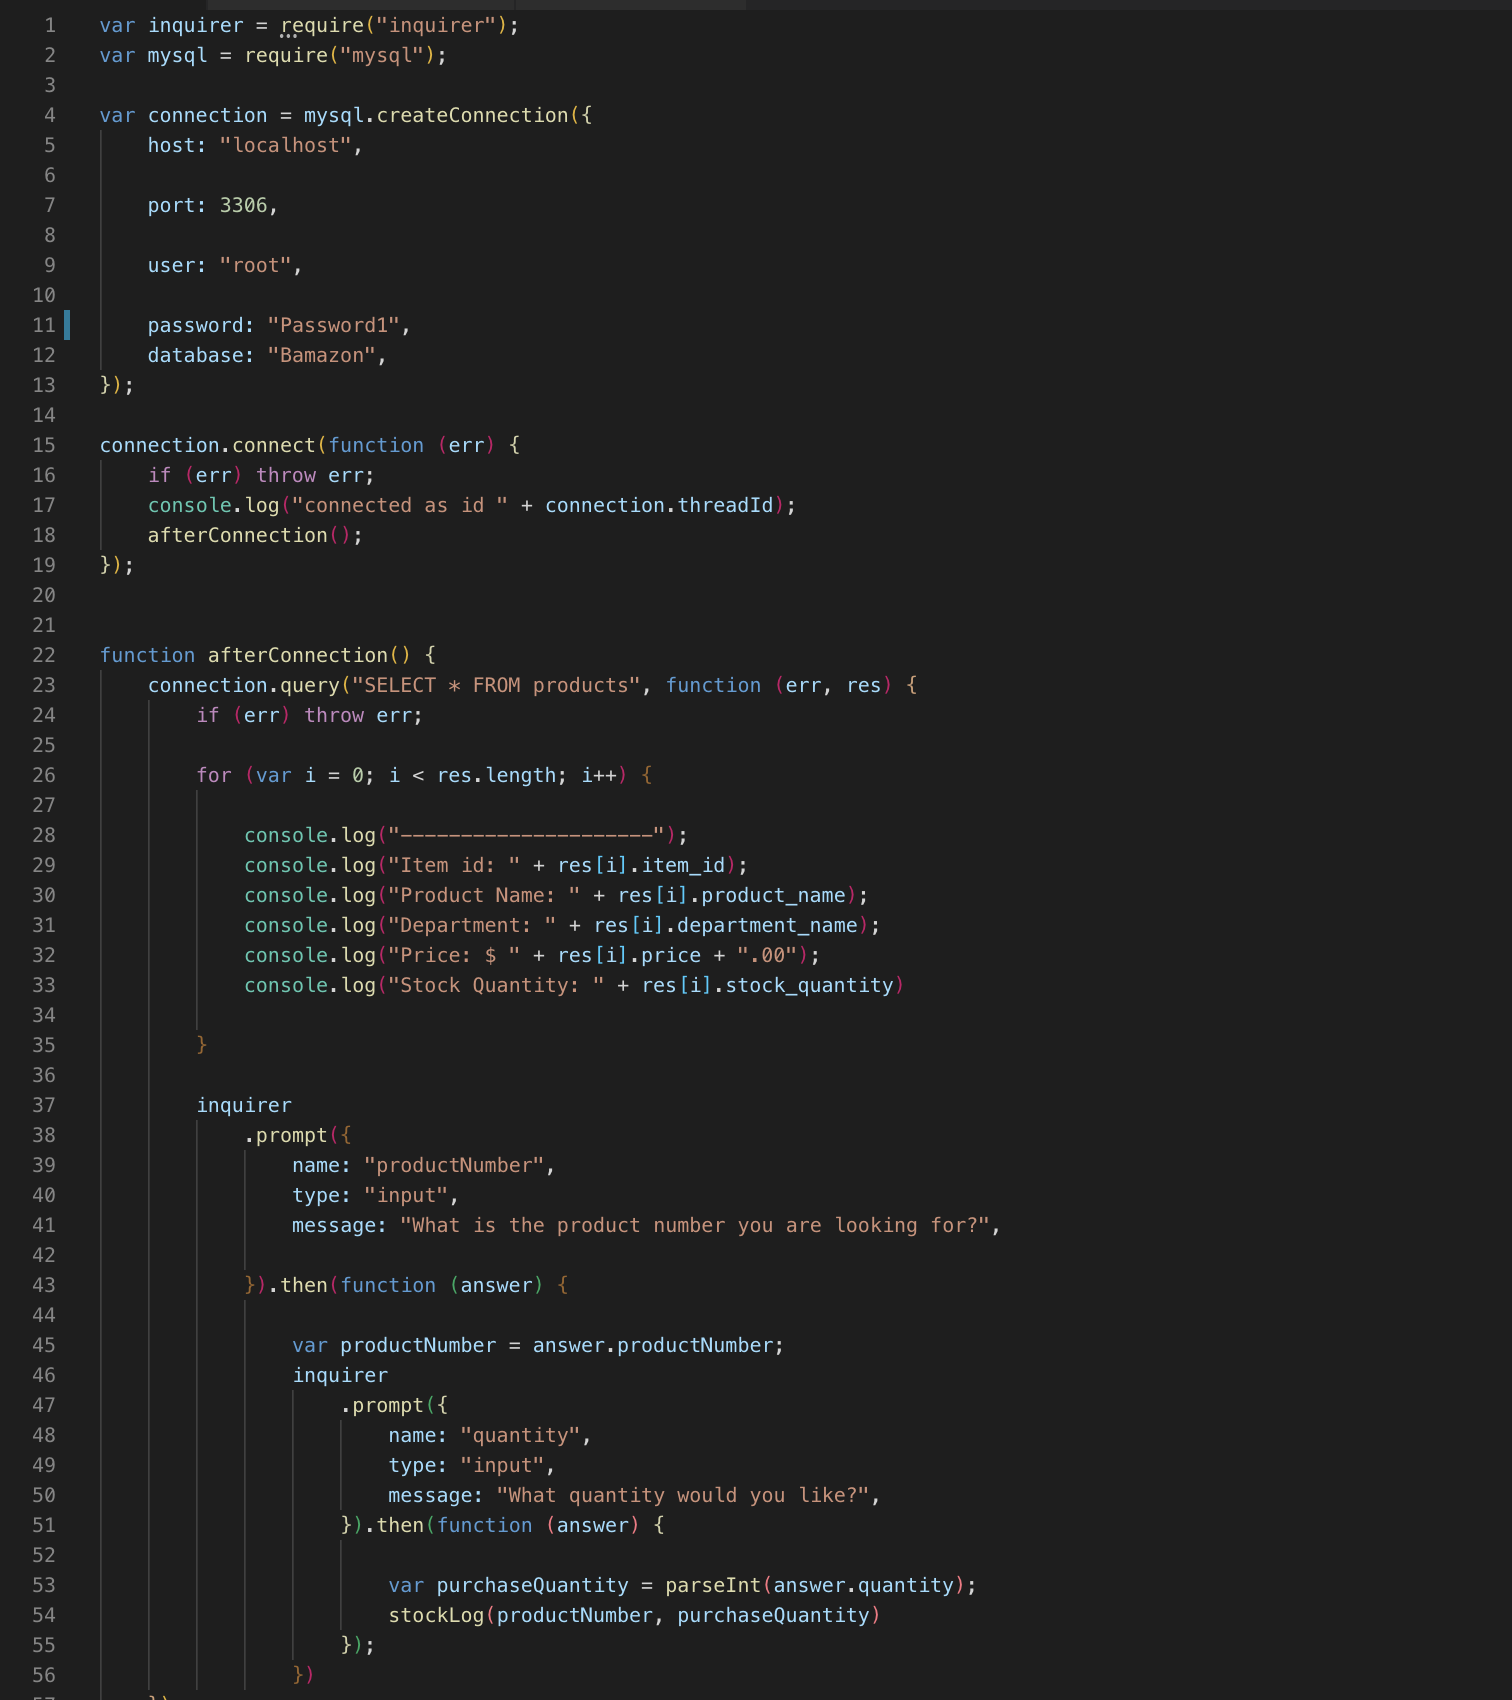 1 var inquirer = require("inquirer");
2 var mysql = require("mysql");
3
4 var connection = mysql.createConnection({
5 host: "localhost",
6
7 port: 3306,
8
9 user: "root",
10
11 password: "Password1",
12 database: "Bamazon",
13 });
14
15 connection.connect(function (err) {
16 if (err) throw err;
17 console.log("connected as id " + connection.threadId);
18 afterConnection();
19 });
20
21
22 function afterConnection() {
23 connection.query("SELECT * FROM products", function (err, res) {
24 if (err) throw err;
25
26 for (var i = 0; i < res.length; i++) {
27
28 console.log("---------------------");
29 console.log("Item id: " + res[i].item_id);
30 console.log("Product Name: " + res[i].product_name);
31 console.log("Department: " + res[i].department_name);
32 console.log("Price: $ " + res[i].price + ".00");
33 console.log("Stock Quantity: " + res[i].stock_quantity)
34
35 }
36
37 inquirer
38 .prompt({
39 name: "productNumber",
40 type: "input",
41 message: "What is the product number you are looking for?",
42
43 }).then(function (answer) {
44
45 var productNumber = answer.productNumber;
46 inquirer
47 .prompt({
48 name: "quantity",
49 type: "input",
50 message: "What quantity would you like?",
51 }).then(function (answer) {
52
53 var purchaseQuantity = parseInt(answer.quantity);
54 stockLog(productNumber, purchaseQuantity)
55 });
56 })